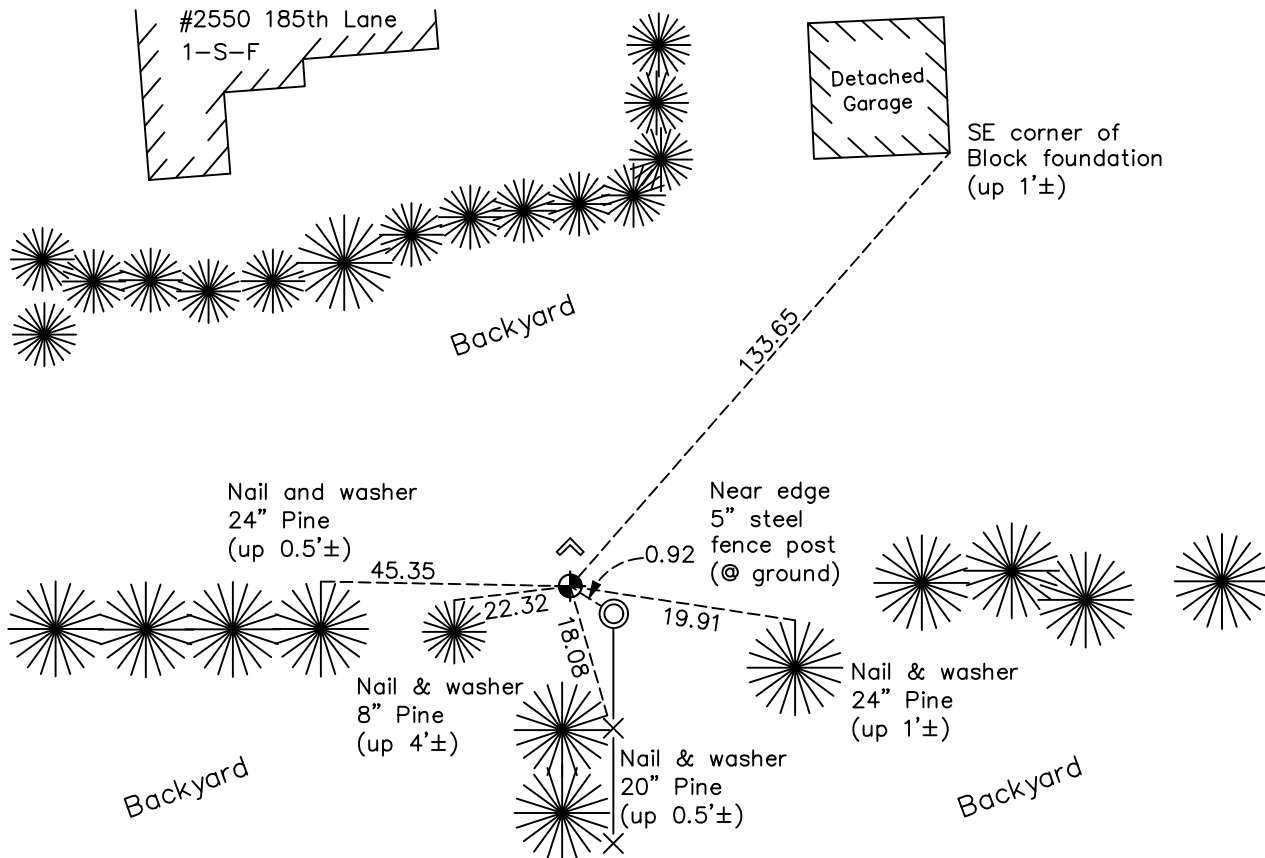 #2550 185th Lane
1-S-F
Detached
Garage
SE corner of
Block foundation
(up 1'±)
Backyard
133.65
Nail and washer
24" Pine
(up 0.5'±)
Near edge
5" steel
fence post
(@ ground)
0.92
45.35
22.32
18.08
19.91
Nail & washer
8" Pine
(up 4'±)
Nail & washer
24" Pine
(up 1'±)
Nail & washer
20" Pine
(up 0.5'±)
Backyard
Backyard